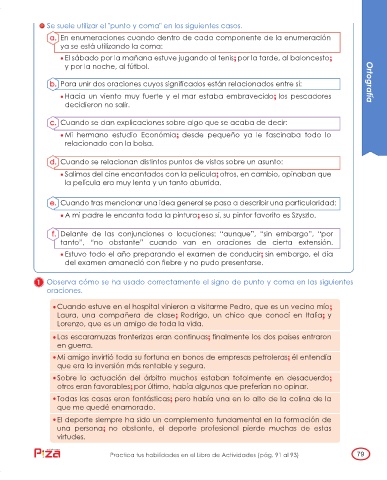 Se suele utilizar el "punto y coma" en los siguientes casos.
a. En enumeraciones cuando dentro de cada componente de la enumeración
ya se está utilizando la coma:
• El sábado por la mañana estuve jugando al tenis; por la tarde, al baloncesto;
y por la noche, al fútbol.
b. Para unir dos oraciones cuyos significados están relacionados entre sí:
• Hacía un viento muy fuerte y el mar estaba embravecido; los pescadores
decidieron no salir.
c. Cuando se dan explicaciones sobre algo que se acaba de decir:
• Mi hermano estudio Económia; desde pequeño ya le fascinaba todo lo
relacionado con la bolsa.
d. Cuando se relacionan distintos puntos de vistas sobre un asunto:
• Salimos del cine encantados con la película; otros, en cambio, opinaban que
la película era muy lenta y un tanto aburrida.
e. Cuando tras mencionar una idea general se pasa a describir una particularidad:
• A mi padre le encanta toda la pintura; eso sí, su pintor favorito es Szyszlo.
f. Delante de las conjunciones o locuciones: "aunque", "sin embargo", "por
tanto", "no obstante" cuando van en oraciones de cierta extensión.
• Estuvo todo el año preparando el examen de conducir; sin embargo, el día
del examen amaneció con fiebre y no pudo presentarse.
Ortografía
1 Observa cómo se ha usado correctamente el signo de punto y coma en las siguientes
oraciones.
• Cuando estuve en el hospital vinieron a visitarme Pedro, que es un vecino mío;
Laura, una compañera de clase; Rodrigo, un chico que conocí en Italia; y
Lorenzo, que es un amigo de toda la vida.
• Las escaramuzas fronterizas eran continuas; finalmente los dos países entraron
en guerra.
• Mi amigo invirtió toda su fortuna en bonos de empresas petroleras; él entendía
que era la inversión más rentable y segura.
• Sobre la actuación del árbitro muchos estaban totalmente en desacuerdo;
otros eran favorables; por último, había algunos que preferían no opinar.
• Todas las casas eran fantásticas; pero había una en lo alto de la colina de la
que me quedé enamorado.
• El deporte siempre ha sido un complemento fundamental en la formación de
una persona; no obstante, el deporte profesional pierde muchas de estas
virtudes.
Practica tus habilidades en el Libro de Actividades (pág. 91 al 95)
79